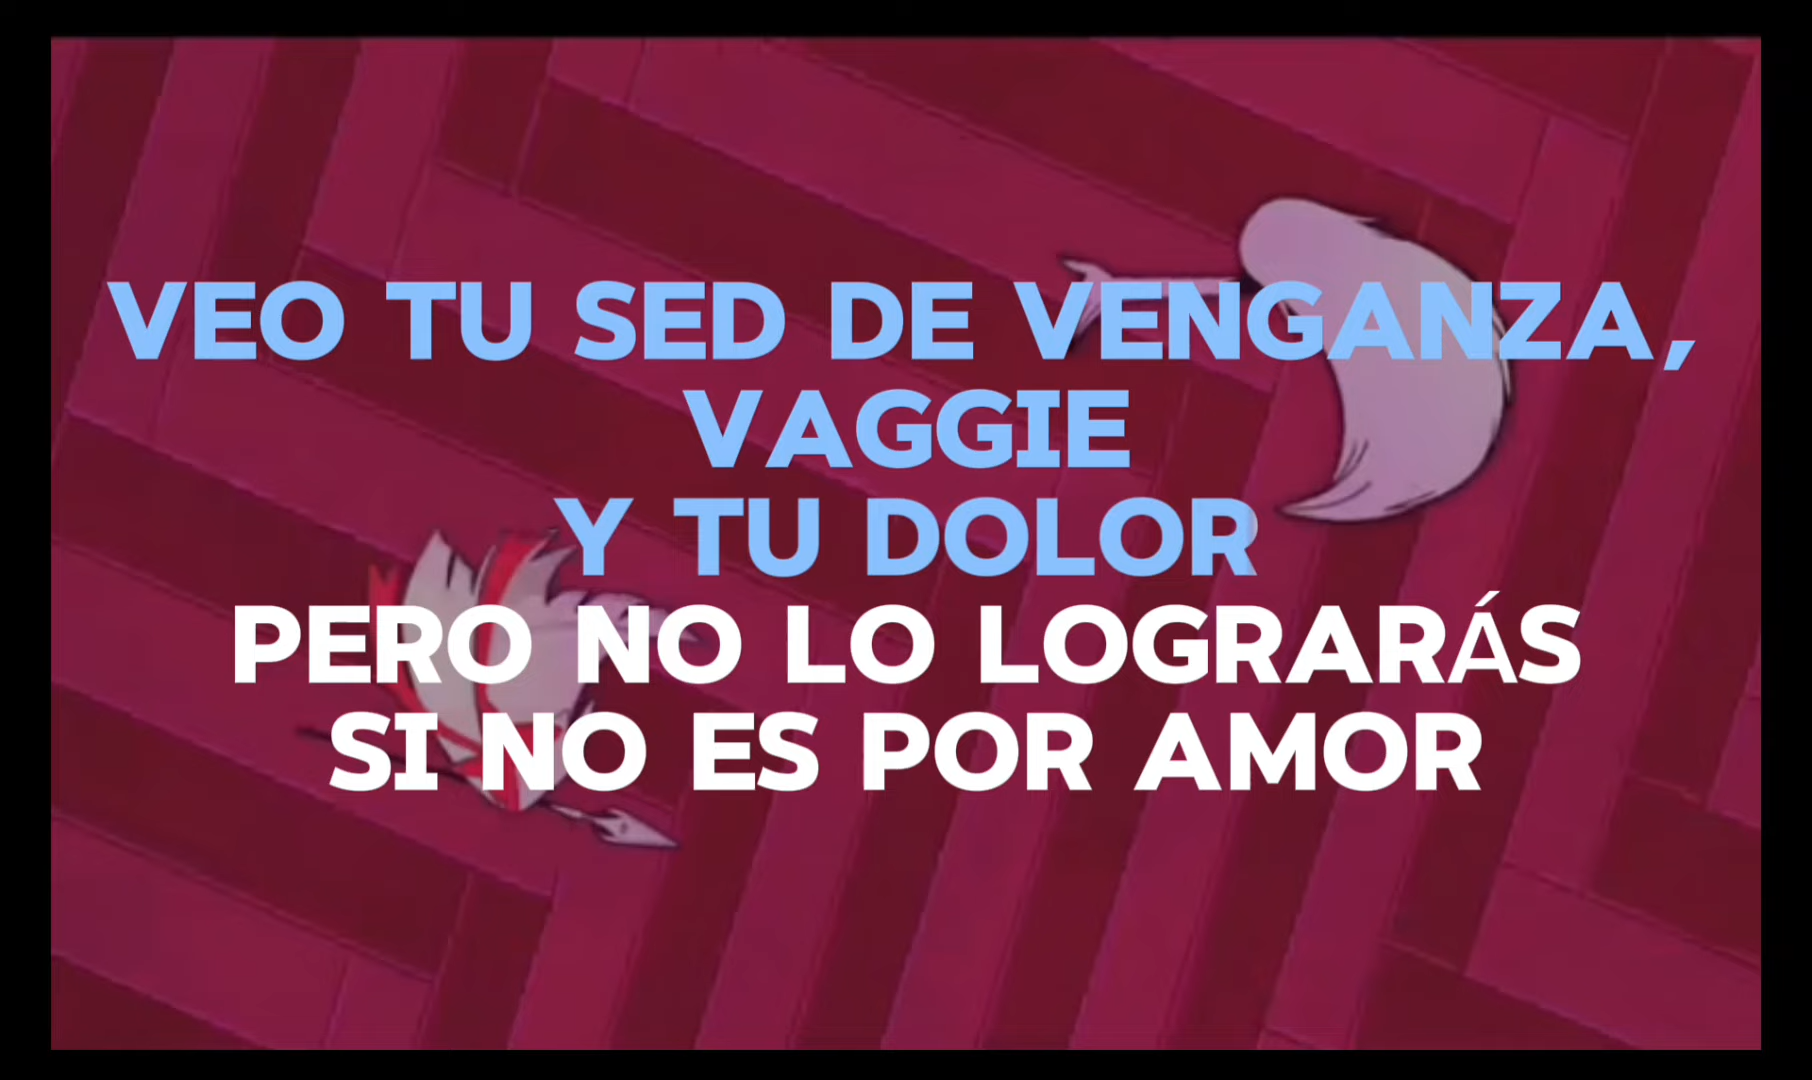 VEO TU SED DE VENGANZA,
VAGGIE
Y TU DOLOR
PERO NO LO LOGRARÁS
SI NO ES POR AMOR